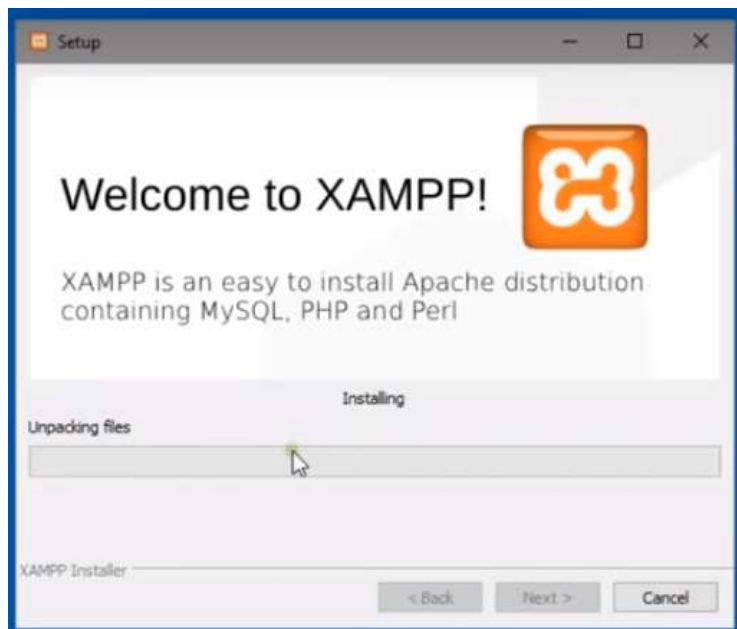 Setup
Welcome to XAMPP!
XAMPP is an easy to install Apache distribution
containing MySQL, PHP and Perl
Installing
Unpacking files
XAMPP Installer
< Back
Next >
Cancel